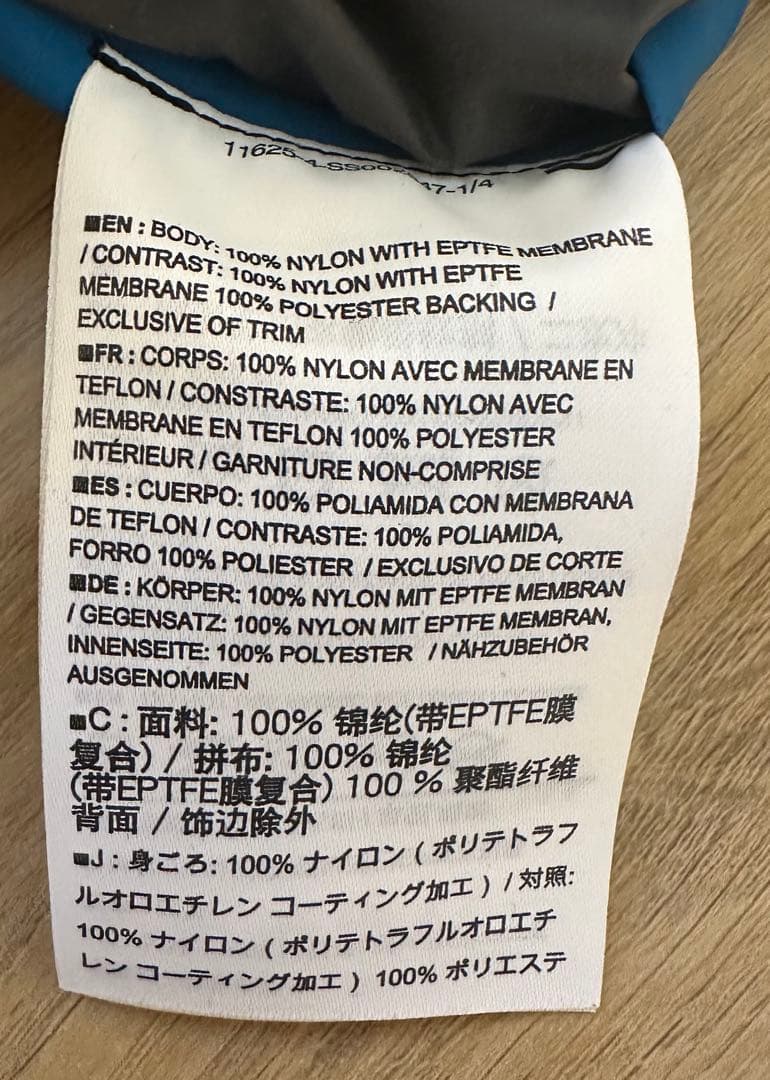 47-1/4
■EN : BODY: 100% NYLON WITH EPTFE MEMBRANE
/ CONTRAST: 100% NYLON WITH EPTFE
MEMBRANE 100% POLYESTER BACKING /
EXCLUSIVE OF TRIM
■FR : CORPS: 100% NYLON AVEC MEMBRANE EN
TEFLON / CONSTRASTE: 100% NYLON AVEC
MEMBRANE EN TEFLON 100% POLYESTER
INTÉRIEUR / GARNITURE NON-COMPRISE
■ES : CUERPO: 100% POLIAMIDA CON MEMBRANA
DE TEFLON / CONTRASTE: 100% POLIAMIDA,
FORRO 100% POLIESTER / EXCLUSIVO DE CORTE
■DE : KÖRPER: 100% NYLON MIT EPTFE MEMBRAN
/ GEGENSATZ: 100% NYLON MIT EPTFE MEMBRAN,
INNENSEITE: 100% POLYESTER / NÄHZUBEHÖR
AUSGENOMMEN
■C : 面料: 100% 锦纶(带EPTFE膜
复合) / 拼布: 100% 锦纶
(带EPTFE膜复合) 100 % 聚酯纤维
背面 / 饰边除外
■J : 身ごろ: 100% ナイロン ( ポリテトラフ
ルオロエチレン コーティング加工 ) / 対照:
100% ナイロン ( ポリテトラフルオロエチ
レン コーティング加工 ) 100% ポリエステ